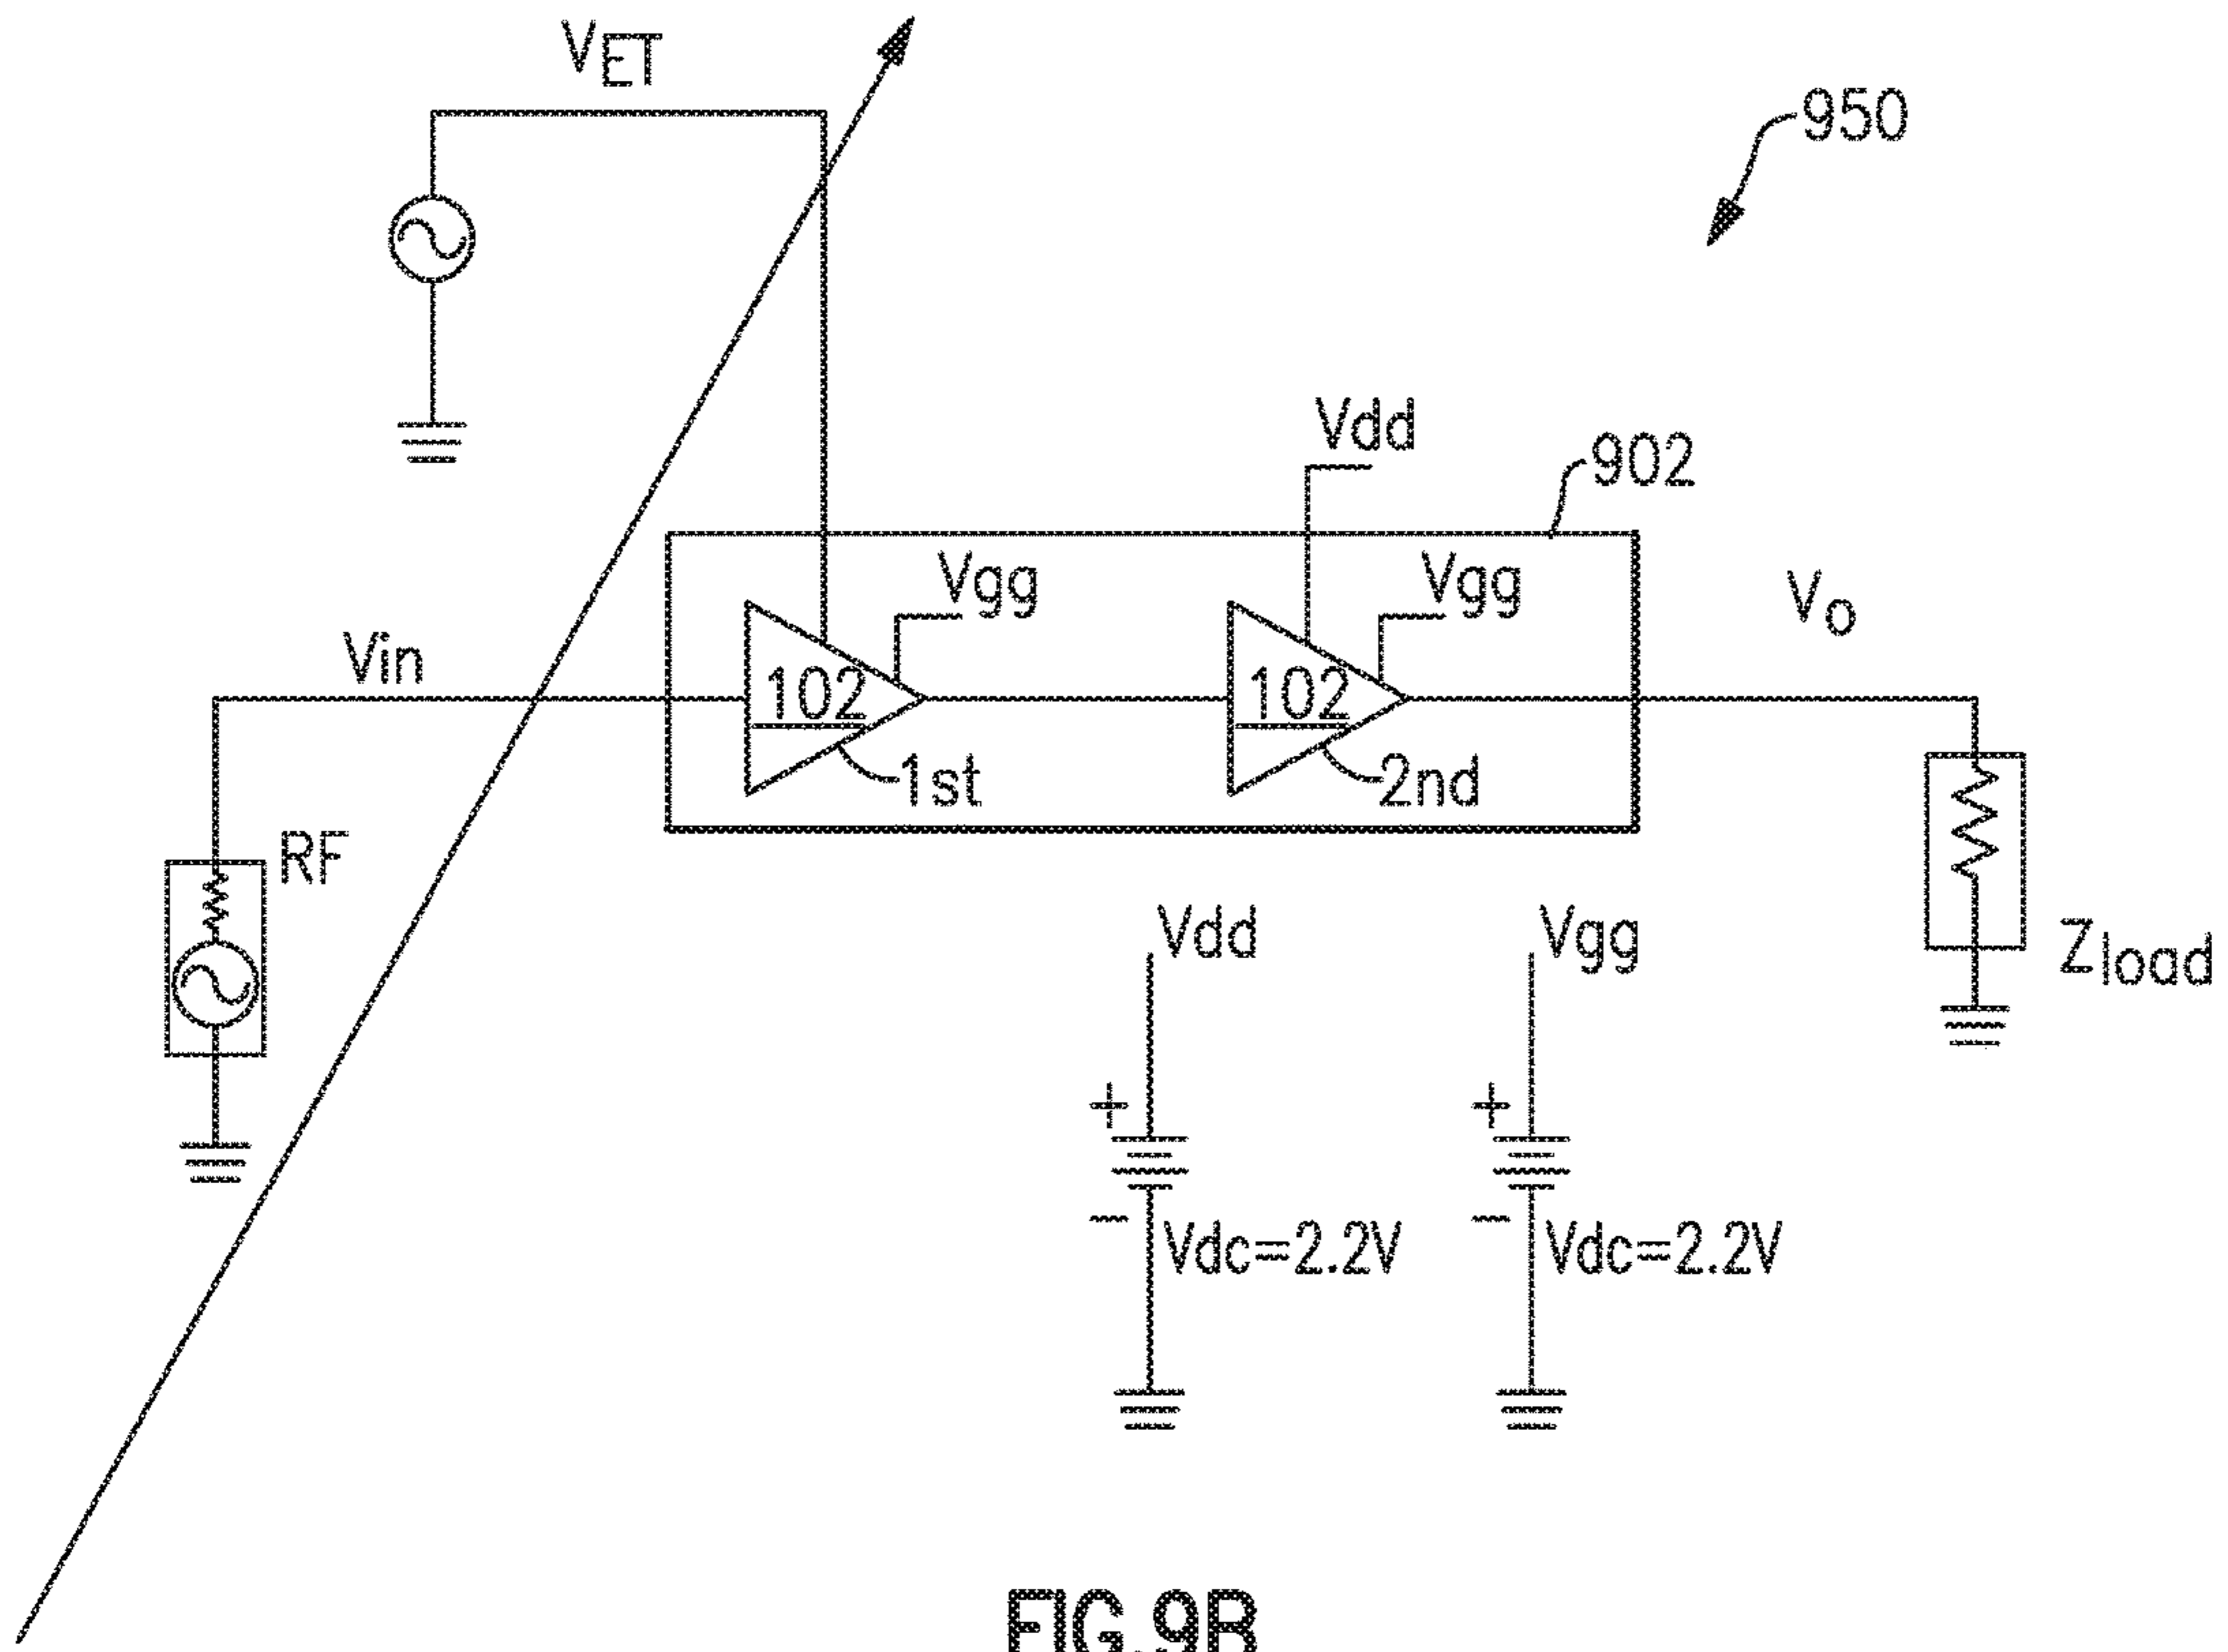 VET
950
Vdd
902
Vgg
Vgg
Vo
Vin
102
102
1st
2nd
RF
Vdd
Vgg
Zload
+
+
−
−
Vdc=2.2V
Vdc=2.2V
FIG.9B